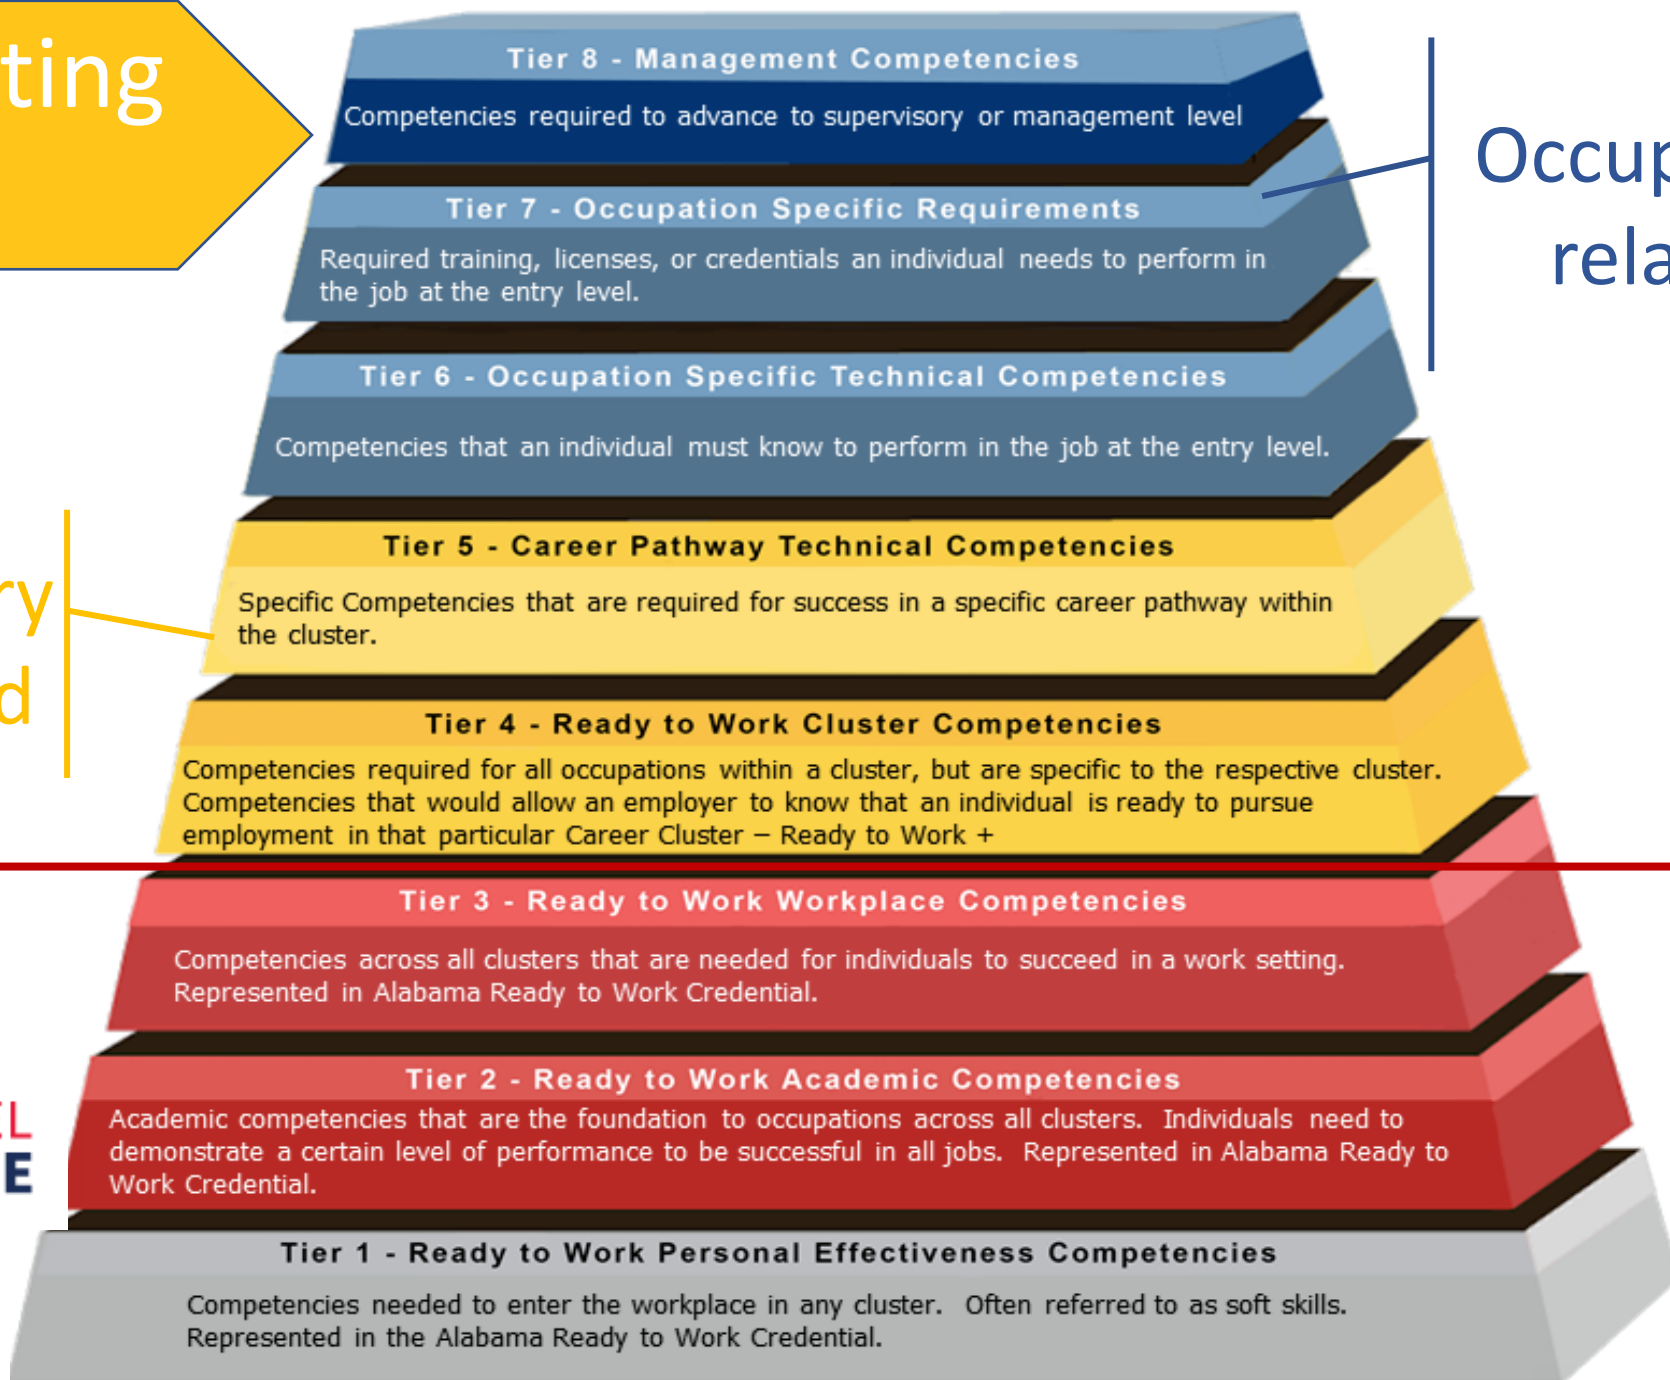 ting
Tier 8 - Management Competencies
Competencies required to advance to supervisory or management level
Occup
rela
Tier 7 - Occupation Specific Requirements
Required training, licenses, or credentials an individual needs to perform in
the job at the entry level.
Tier 6 - Occupation Specific Technical Competencies
Competencies that an individual must know to perform in the job at the entry level.
ry
d
Tier 5 - Career Pathway Technical Competencies
Specific Competencies that are required for success in a specific career pathway within
the cluster.
Tier 4 - Ready to Work Cluster Competencies
Competencies required for all occupations within a cluster, but are specific to the respective cluster.
Competencies that would allow an employer to know that an individual is ready to pursue
employment in that particular Career Cluster – Ready to Work +
Tier 3 - Ready to Work Workplace Competencies
Competencies across all clusters that are needed for individuals to succeed in a work setting.
Represented in Alabama Ready to Work Credential.
IL
E
Tier 2 - Ready to Work Academic Competencies
Academic competencies that are the foundation to occupations across all clusters. Individuals need to
demonstrate a certain level of performance to be successful in all jobs. Represented in Alabama Ready to
Work Credential.
Tier 1 - Ready to Work Personal Effectiveness Competencies
Competencies needed to enter the workplace in any cluster. Often referred to as soft skills.
Represented in the Alabama Ready to Work Credential.